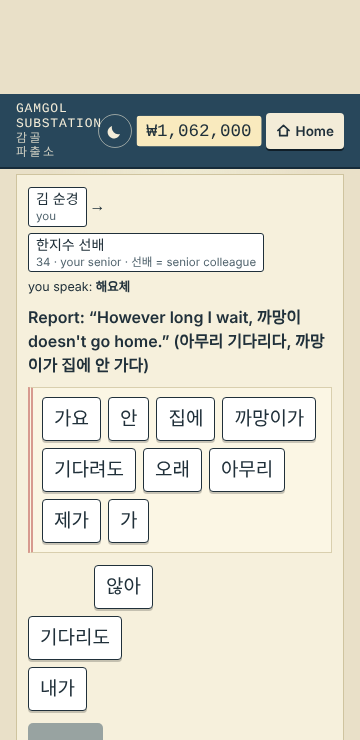 GAMGOL
SUBSTATION
감골
파출소
₩1,062,000
Home
김 순경
you
→
한지수 선배
34 · your senior · 선배 = senior colleague
you speak: 해요체
Report: “However long I wait, 까망이
doesn't go home.” (아무리 기다리다, 까망
이가 집에 안 가다)
가요 안 집에 까망이가
기다려도 오래 아무리
제가 가
않아
기다리도
내가